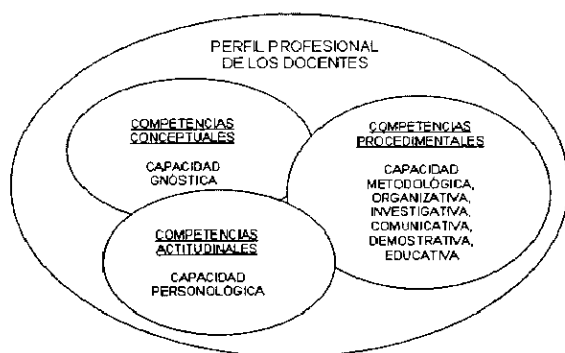 PERFIL PROFESIONAL
DE LOS DOCENTES
COMPETENCIAS
CONCEPTUALES
CAPACIDAD
GNÓSTICA
COMPETENCIAS
PROCEDIMENTALES
CAPACIDAD
METODOLÓGICA,
ORGANIZATIVA,
INVESTIGATIVA,
COMUNICATIVA,
DEMOSTRATIVA,
EDUCATIVA
COMPETENCIAS
ACTITUDINALES
CAPACIDAD
PERSONOLÓGICA